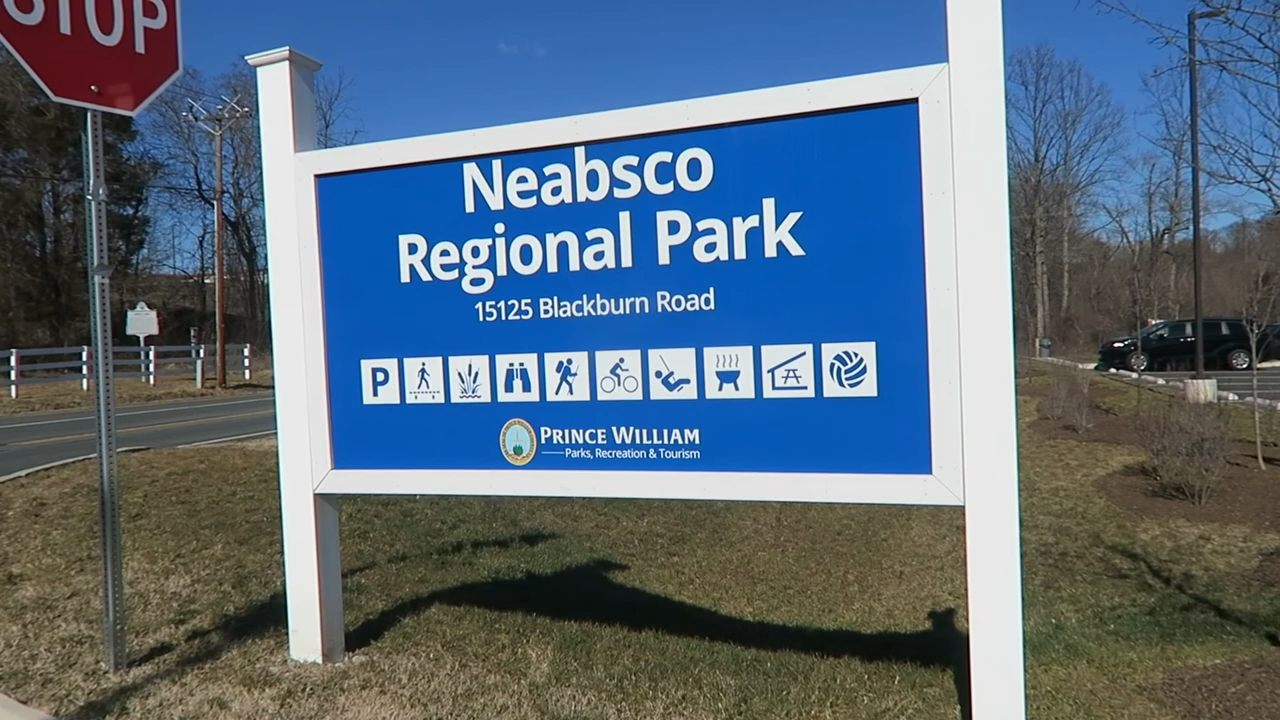 STOP
Neabsco
Regional Park
15125 Blackburn Road
P
PRINCE WILLIAM
Parks, Recreation & Tourism